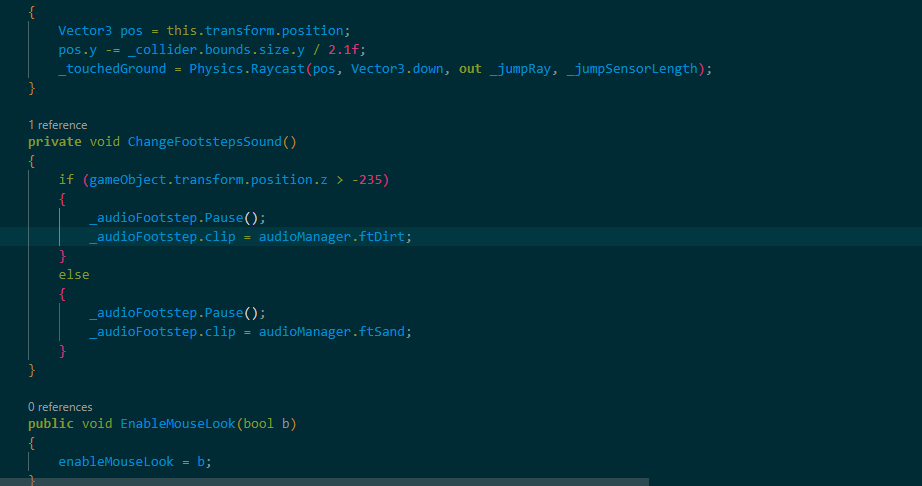 {
Vector3 pos = this.transform.position;
pos.y -= _collider.bounds.size.y / 2.1f;
_touchedGround = Physics.Raycast(pos, Vector3.down, out _jumpRay, _jumpSensorLength);
}
1 reference
private void ChangeFootstepsSound()
{
if (gameObject.transform.position.z > -235)
{
_audioFootstep.Pause();
_audioFootstep.clip = audioManager.ftDirt;
}
else
{
_audioFootstep.Pause();
_audioFootstep.clip = audioManager.ftSand;
}
}
0 references
public void EnableMouseLook(bool b)
{
enableMouseLook = b;
}